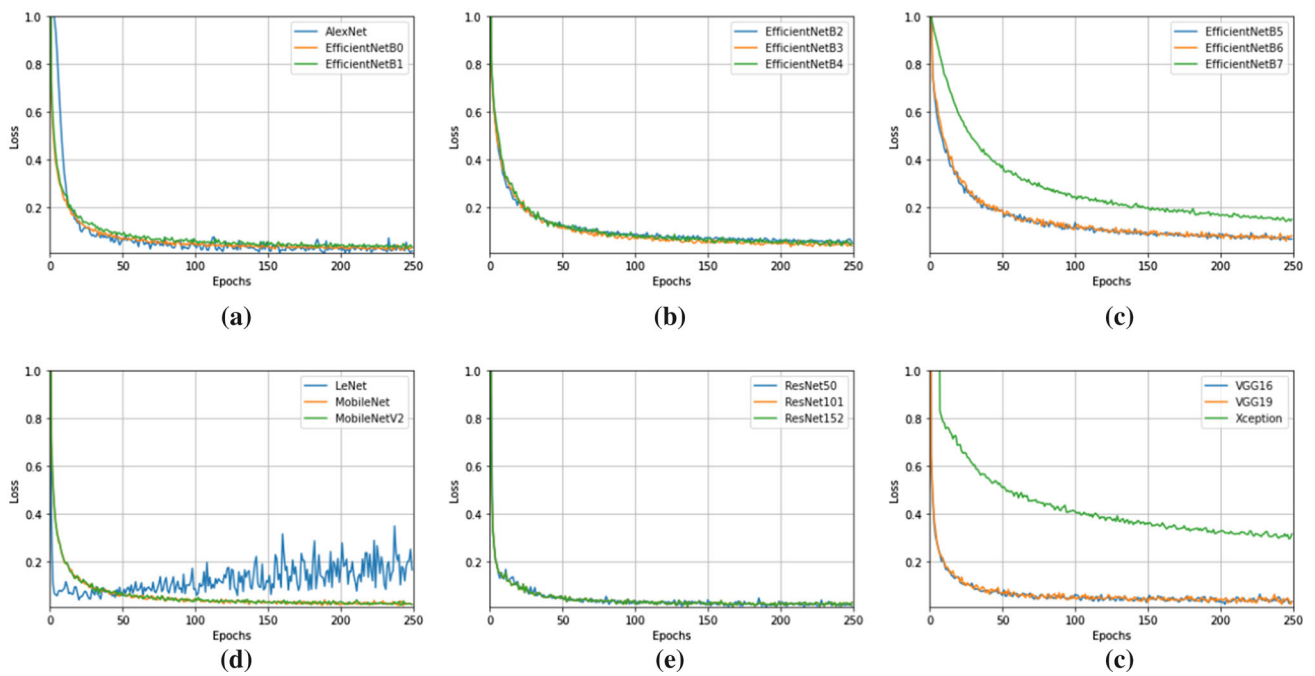 1.0
0.8
0.6
0.4
0.2
Loss
0 50 100 150 200 250
Epochs
AlexNet
EfficientNetB0
EfficientNetB1
(a)
1.0
0.8
0.6
0.4
0.2
Loss
0 50 100 150 200 250
Epochs
EfficientNetB2
EfficientNetB3
EfficientNetB4
(b)
1.0
0.8
0.6
0.4
0.2
Loss
0 50 100 150 200 250
Epochs
EfficientNetB5
EfficientNetB6
EfficientNetB7
(c)
1.0
0.8
0.6
0.4
0.2
Loss
0 50 100 150 200 250
Epochs
LeNet
MobileNet
MobileNetV2
(d)
1.0
0.8
0.6
0.4
0.2
Loss
0 50 100 150 200 250
Epochs
ResNet50
ResNet101
ResNet152
(e)
1.0
0.8
0.6
0.4
0.2
Loss
0 50 100 150 200 250
Epochs
VGG16
VGG19
Xception
(c)